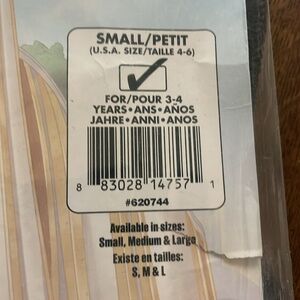 SMALL/PETIT
(U.S.A. SIZE/TAILLE 4-6)
FOR/POUR 3-4
YEARS•ANS•AÑOS
JAHRE•ANNI•ANOS
8 83028 14757 1
#620744
Available in sizes:
Small, Medium & Large
Existe en tailles:
S, M & L